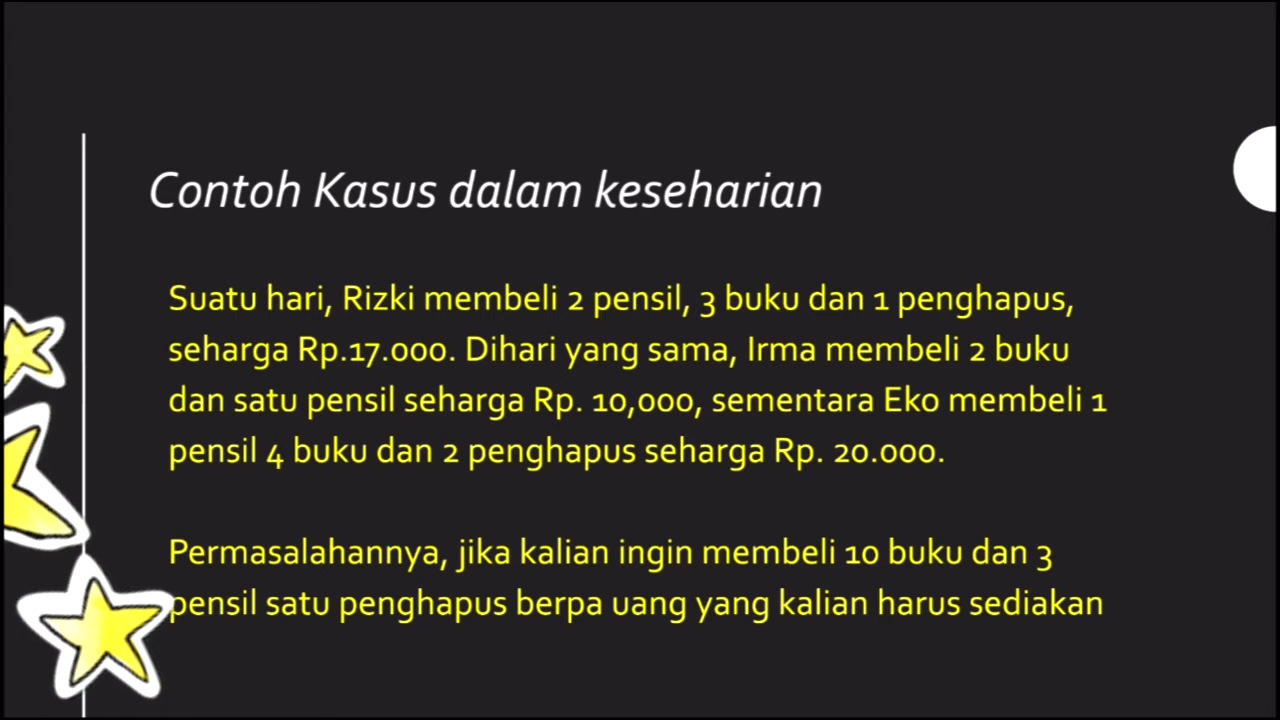 Contoh Kasus dalam keseharian
Suatu hari, Rizki membeli 2 pensil, 3 buku dan 1 penghapus,
seharga Rp.17.000. Dihari yang sama, Irma membeli 2 buku
dan satu pensil seharga Rp. 10,000, sementara Eko membeli 1
pensil 4 buku dan 2 penghapus seharga Rp. 20.000.
Permasalahannya, jika kalian ingin membeli 10 buku dan 3
pensil satu penghapus berpa uang yang kalian harus sediakan